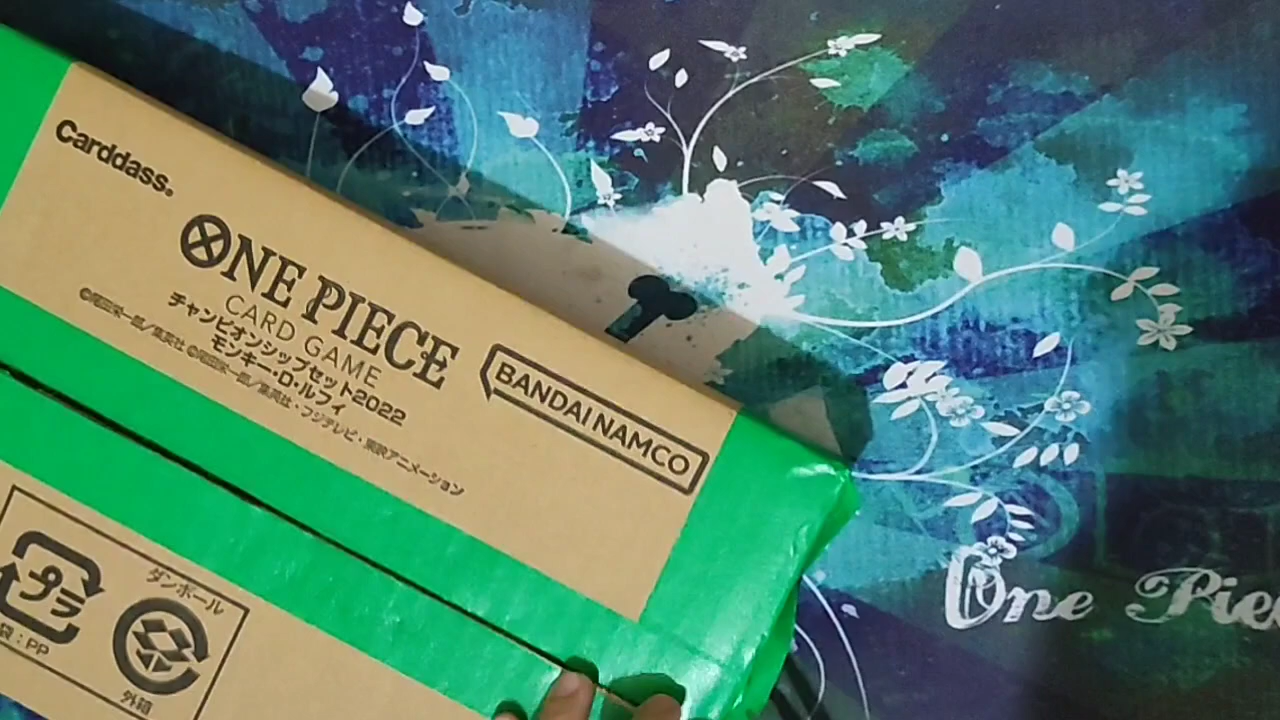 Carddass.
ONE PIECE
CARD GAME
チャンピオンシップセット2022
モンキー・D・ルフィ
©尾田栄一郎/集英社 ©尾田栄一郎/集英社・フジテレビ・東映アニメーション
BANDAI NAMCO
プラ
袋:PP
ダンボール
外箱
One Pie